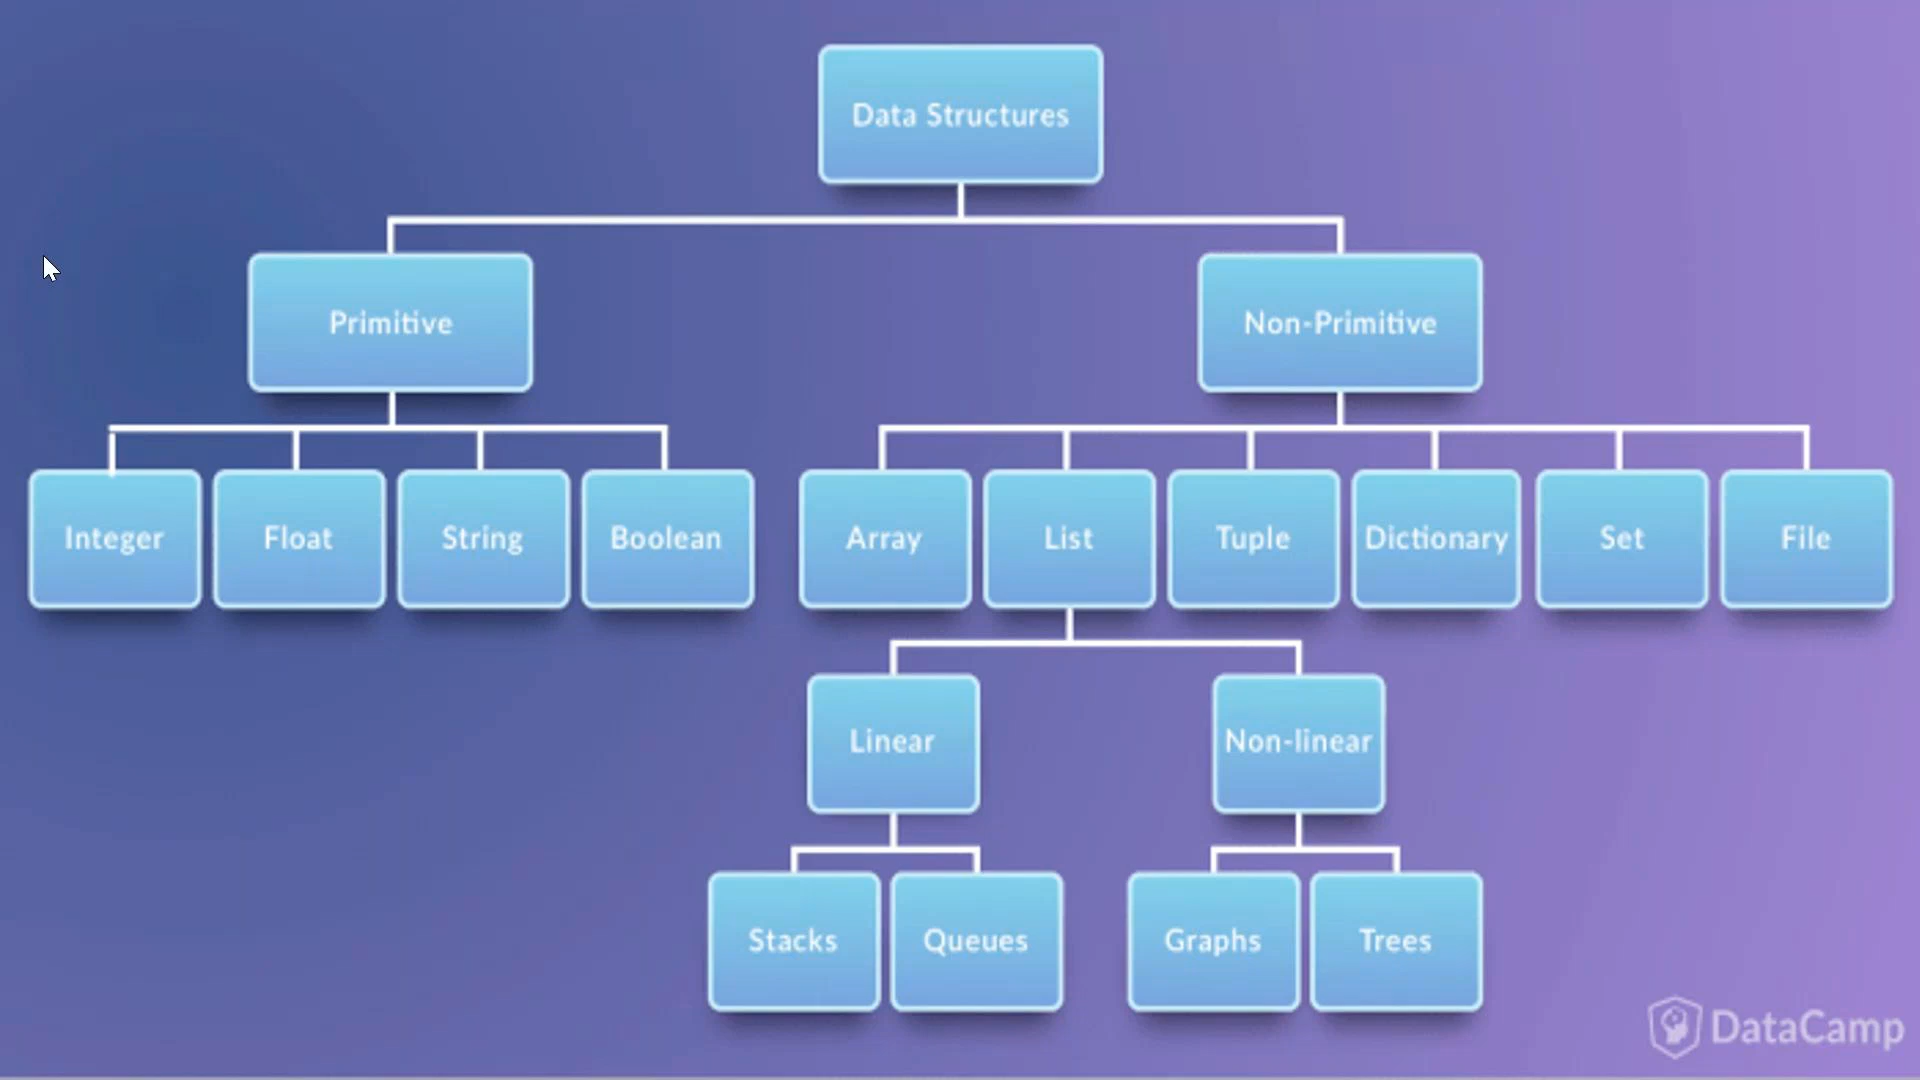 Data Structures
Primitive
Non-Primitive
Integer
Float
String
Boolean
Array
List
Tuple
Dictionary
Set
File
Linear
Non-linear
Stacks
Queues
Graphs
Trees
DataCamp